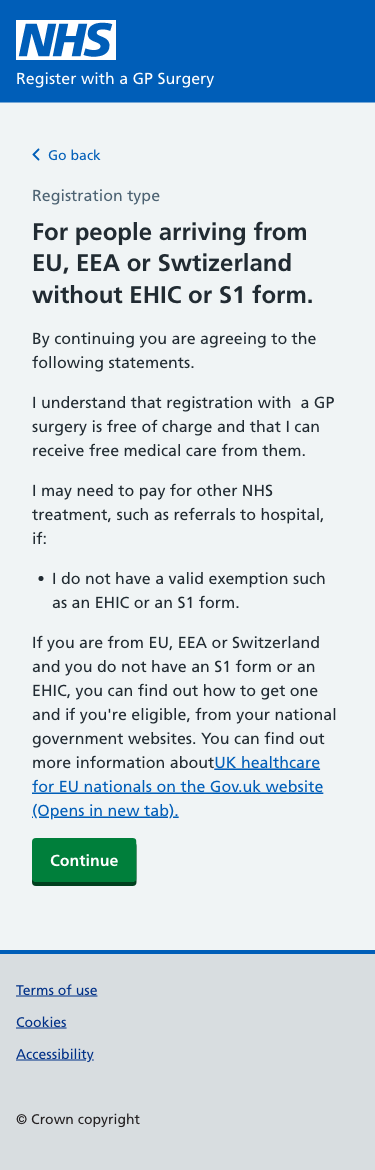 NHS
Register with a GP Surgery
Go back
Registration type
For people arriving from
EU, EEA or Swtizerland
without EHIC or S1 form.
By continuing you are agreeing to the
following statements.
I understand that registration with  a GP
surgery is free of charge and that I can
receive free medical care from them.
I may need to pay for other NHS
treatment, such as referrals to hospital,
if:
• I do not have a valid exemption such
as an EHIC or an S1 form.
If you are from EU, EEA or Switzerland
and you do not have an S1 form or an
EHIC, you can find out how to get one
and if you're eligible, from your national
government websites. You can find out
more information aboutUK healthcare
for EU nationals on the Gov.uk website
(Opens in new tab).
Continue
Terms of use
Cookies
Accessibility
© Crown copyright